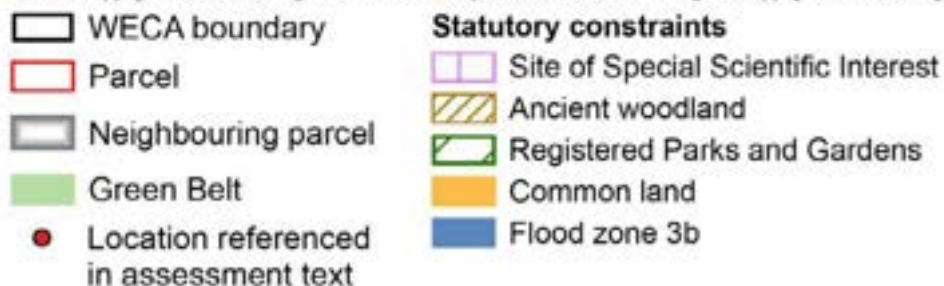 WECA boundary
Parcel
Neighbouring parcel
Green Belt
Location referenced
in assessment text
Statutory constraints
Site of Special Scientific Interest
Ancient woodland
Registered Parks and Gardens
Common land
Flood zone 3b